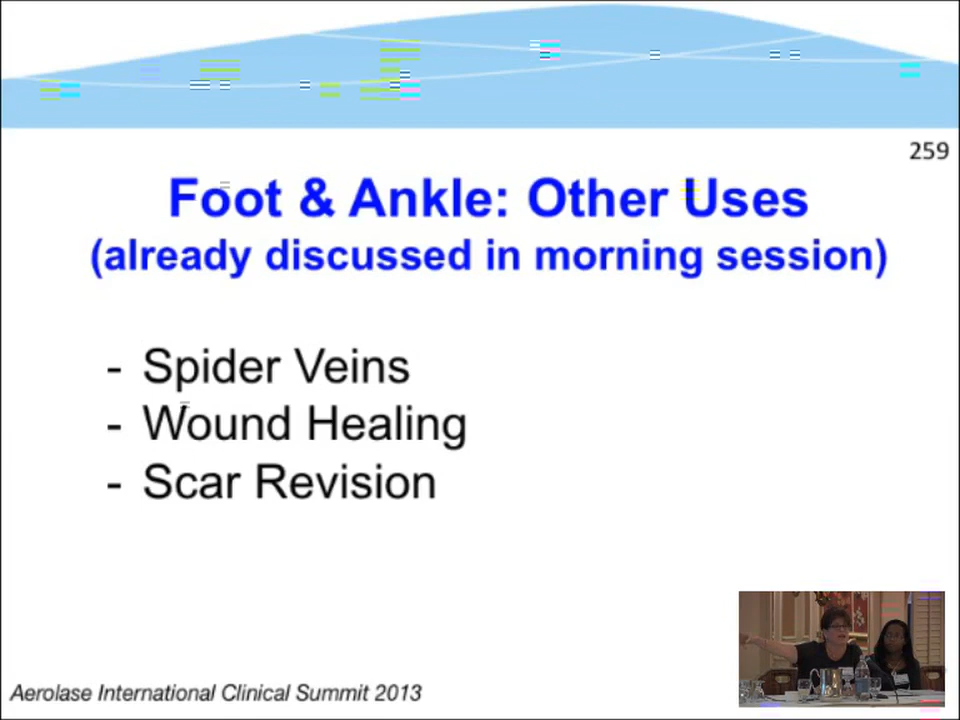 259
Foot & Ankle: Other Uses
(already discussed in morning session)
- Spider Veins
- Wound Healing
- Scar Revision
Aerolase International Clinical Summit 2013